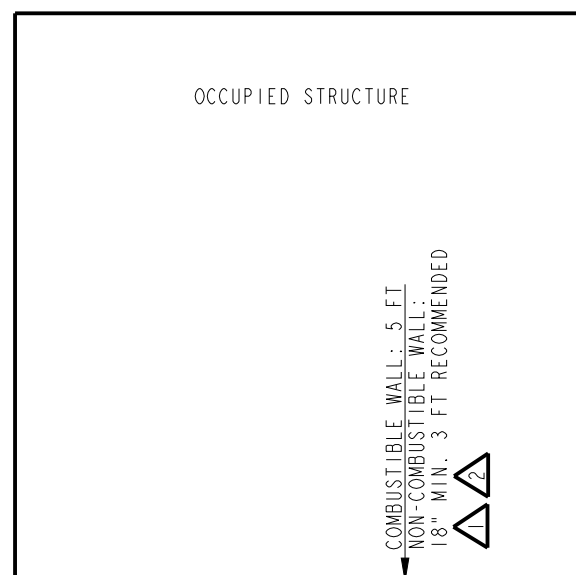 OCCUPIED STRUCTURE
COMBUSTIBLE WALL: 5 FT
NON-COMBUSTIBLE WALL:
18" MIN. 3 FT RECOMMENDED
1
2